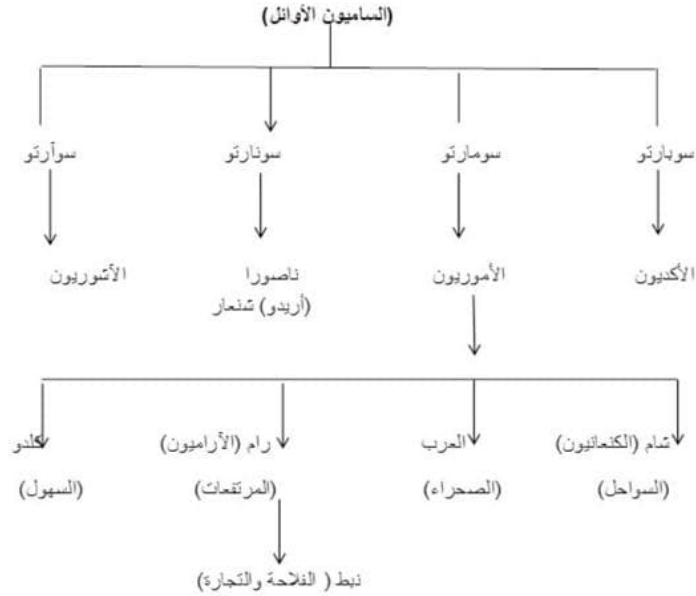 (الساميون الأوائل)
سوبارتو
سومارتو
سونارتو
سوآرتو
الأكديون
الأموريون
ناصورا
(أريدو) شنعار
الآشوريون
شام (الكنعانيون)
(السواحل)
العرب
(الصحراء)
رام (الآراميون)
(المرتفعات)
كلدو
(السهول)
نبط ( الفلاحة والتجارة)